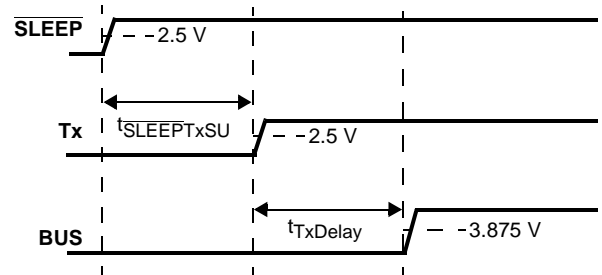 SLEEP
2.5 V
tSLEEPTxSU
Tx
2.5 V
tTxDelay
BUS
3.875 V